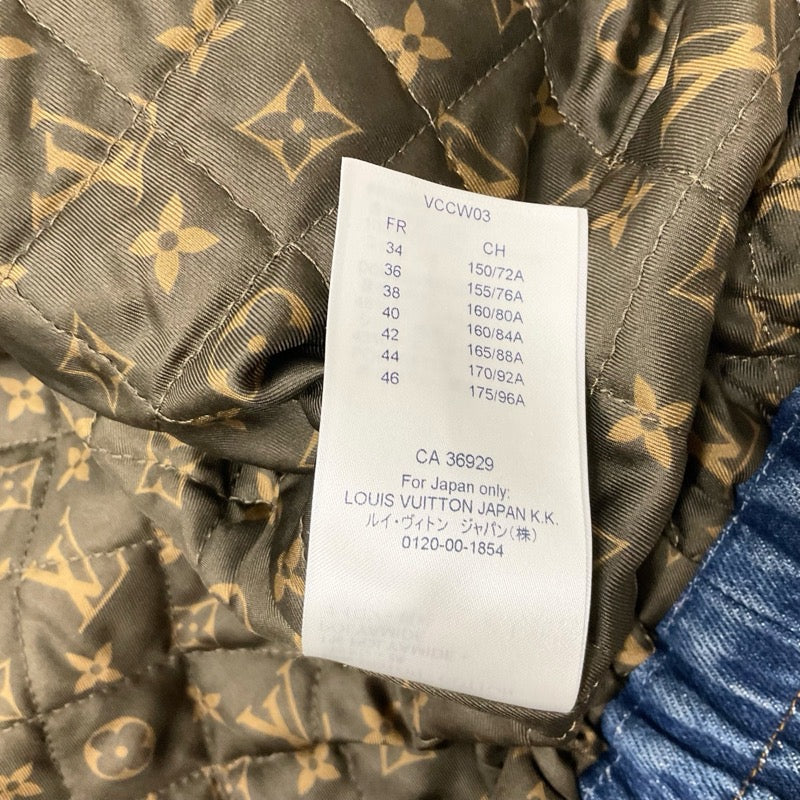 VCCW03
FR CH
34 150/72A
36 155/76A
38 160/80A
40 160/84A
42 165/88A
44 170/92A
46 175/96A
CA 36929
For Japan only:
LOUIS VUITTON JAPAN K.K.
ルイ・ヴィトン ジャパン(株)
0120-00-1854